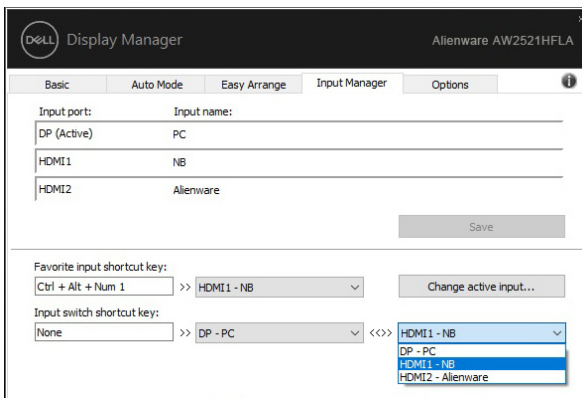 DELL Display Manager Alienware AW2521HFLA
Basic Auto Mode Easy Arrange Input Manager Options i
Input port: Input name:
DP (Active) PC
HDMI1 NB
HDMI2 Alienware
Save
Favorite input shortcut key:
Ctrl + Alt + Num 1 >> HDMI1 - NB Change active input...
Input switch shortcut key:
None >> DP - PC <<>> HDMI1 - NB
DP - PC
HDMI1 - NB
HDMI2 - Alienware